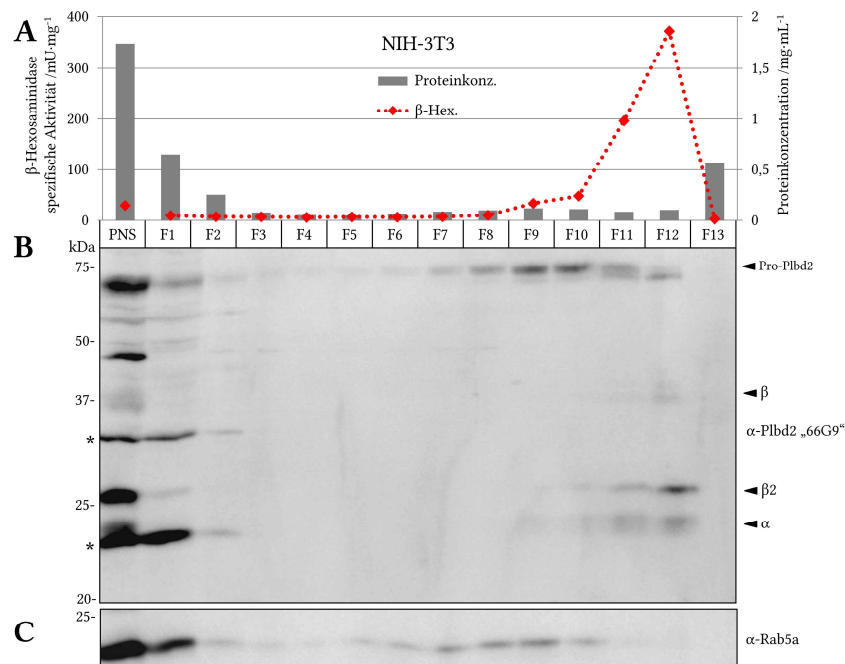 A
β-Hexosaminidase
spezifische Aktivität /mU·mg⁻¹
400
300
200
100
0
NIH-3T3
Proteinkonz.
β-Hex.
2
1,5
1
0,5
0
Proteinkonzentration /mg·mL⁻¹
PNS F1 F2 F3 F4 F5 F6 F7 F8 F9 F10 F11 F12 F13
B
kDa
75-
50-
37-
*
25-
*
20-
Pro-Plbd2
β
α-Plbd2 „66G9“
β2
α
C
25-
α-Rab5a